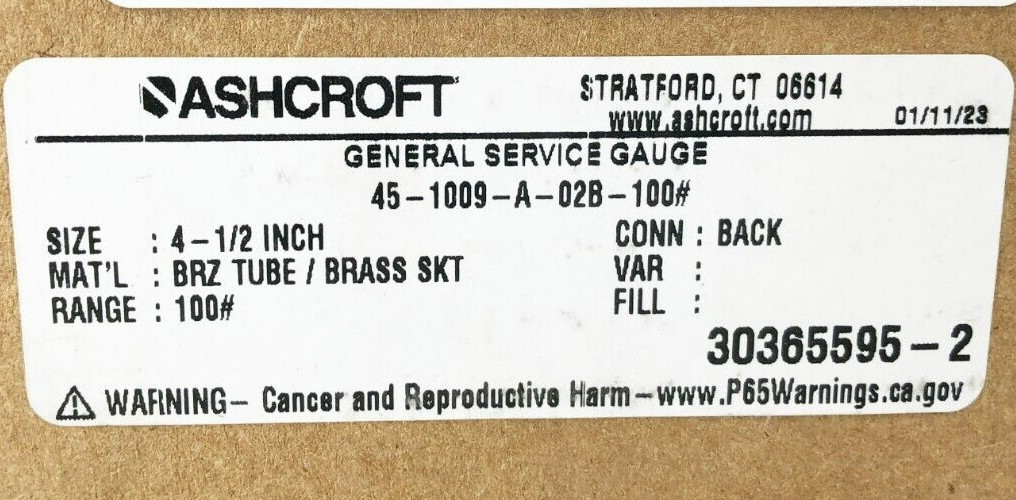 ASHCROFT STRATFORD, CT 06614
www.ashcroft.com 01/11/23
GENERAL SERVICE GAUGE
45-1009-A-02B-100#
SIZE : 4-1/2 INCH CONN : BACK
MAT'L : BRZ TUBE / BRASS SKT VAR :
RANGE : 100# FILL :
30365595-2
WARNING- Cancer and Reproductive Harm-www.P65Warnings.ca.gov